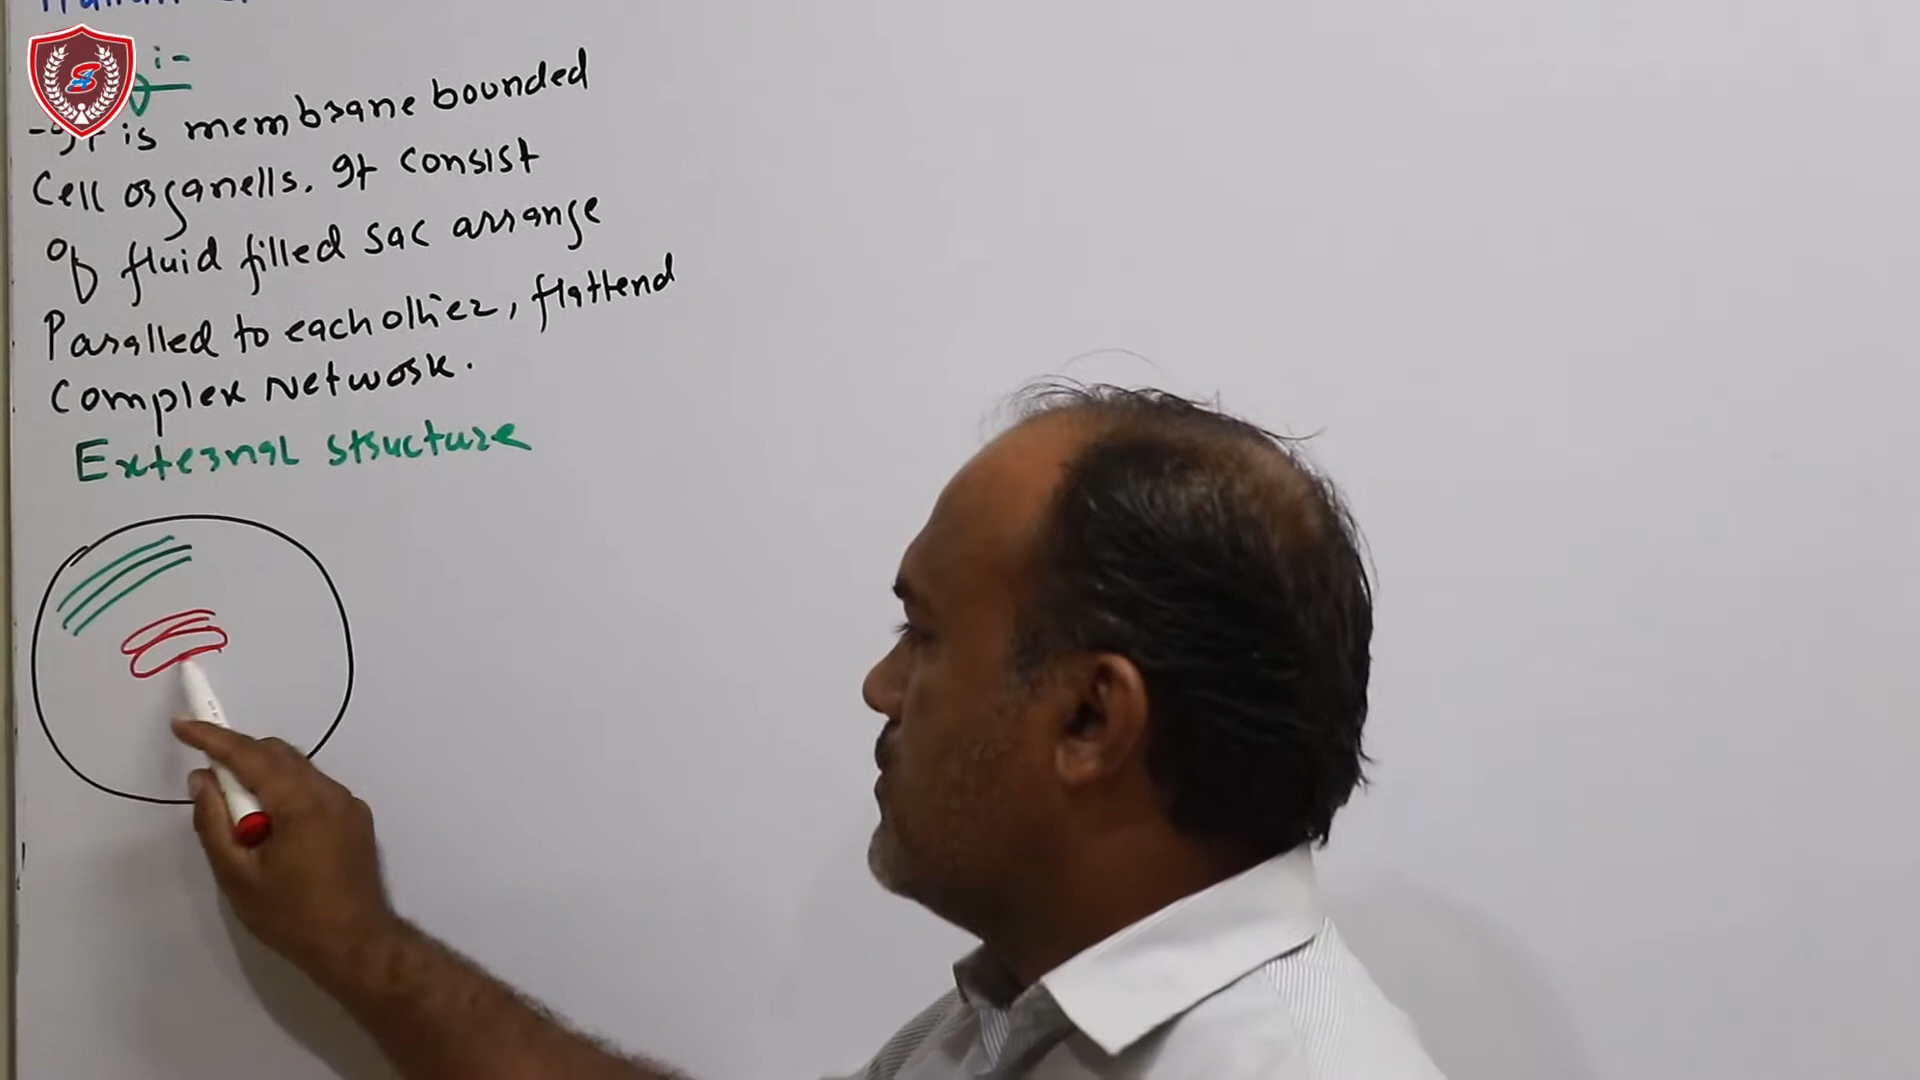 i-
-It is membrane bounded
Cell organells. It consist
of fluid filled sac arrange
Paralled to each other, flattend
Complex Network.
External structure